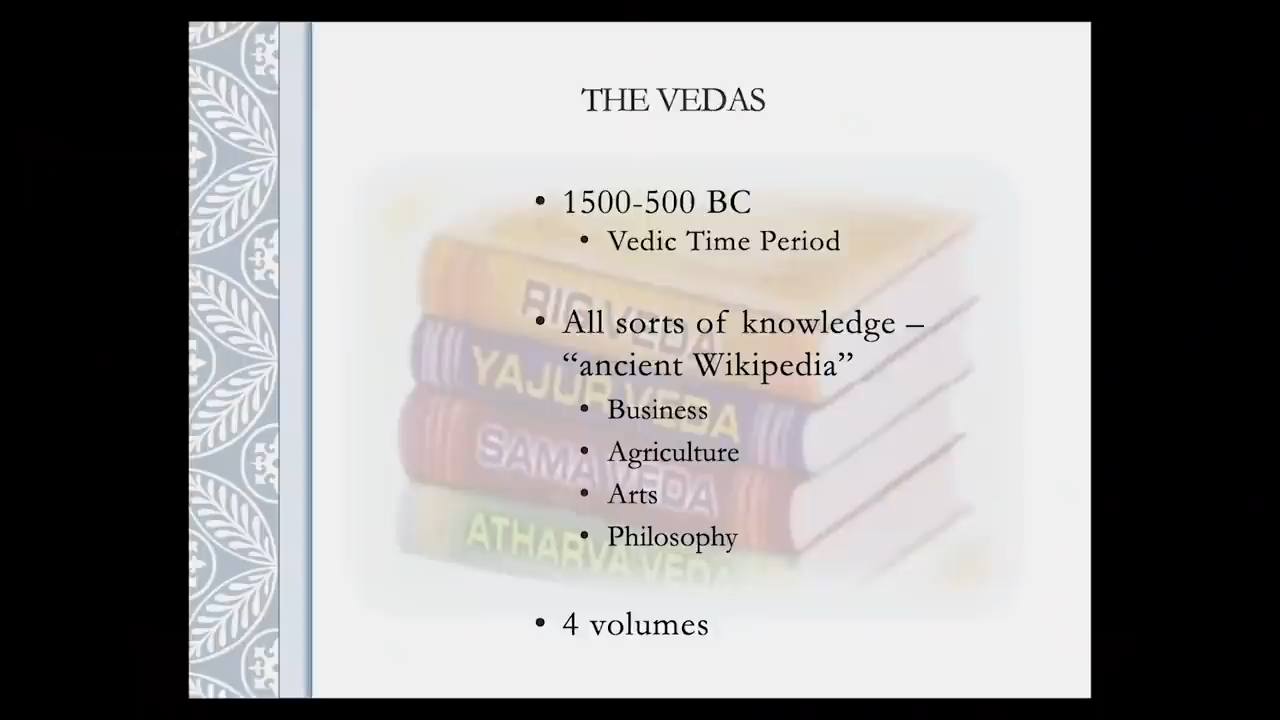 THE VEDAS
• 1500-500 BC
• Vedic Time Period
• All sorts of knowledge –
“ancient Wikipedia”
• Business
• Agriculture
• Arts
• Philosophy
• 4 volumes
RIG VEDA
YAJUR VEDA
SAMA VEDA
ATHARVA VEDA